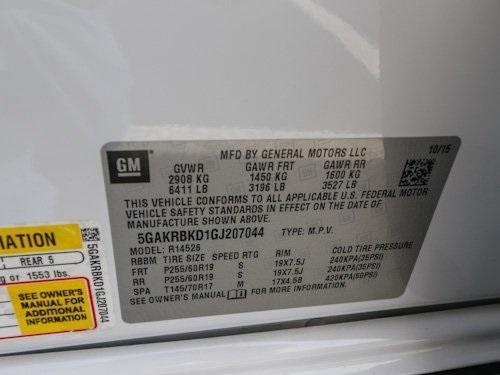 GM
MFD BY GENERAL MOTORS LLC
10/15
GVWR GAWR FRT GAWR RR
2908 KG 1450 KG 1600 KG
6411 LB 3196 LB 3527 LB
THIS VEHICLE CONFORMS TO ALL APPLICABLE U.S. FEDERAL MOTOR
VEHICLE SAFETY STANDARDS IN EFFECT ON THE DATE OF
MANUFACTURE SHOWN ABOVE.
5GAKRBKD1GJ207044 TYPE: M.P.V.
MODEL: R14526
RBBM TIRE SIZE SPEED RTG RIM COLD TIRE PRESSURE
FRT P255/60R19 S 19X7.5J 240KPA(35PSI)
RR P255/60R19 S 19X7.5J 240KPA(35PSI)
SPA T145/70R17 M 17X4.5B 420KPA(60PSI)
SEE OWNER'S MANUAL FOR MORE INFORMATION.
REAR 5
or 1553 lbs.
SEE OWNER'S
MANUAL FOR
ADDITIONAL
INFORMATION
5GAKRBKD1GJ207044